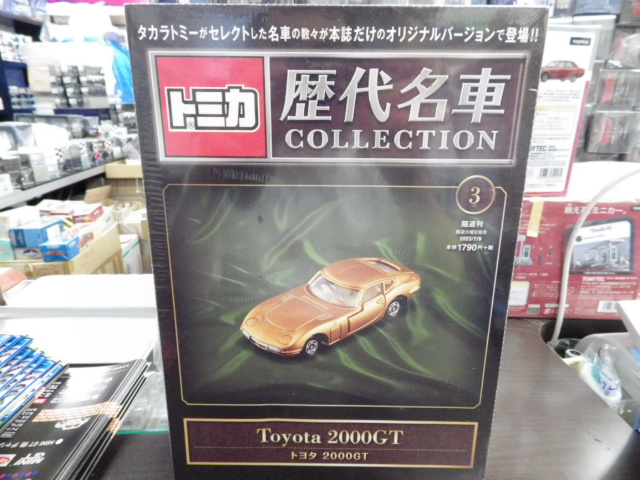 タカラトミーがセレクトした名車の数々が本誌だけのオリジナルバージョンで登場!!
トミカ
歴代名車
COLLECTION
3
隔週刊
2023/7/9
本体1790円+税
Toyota 2000GT
トヨタ 2000GT